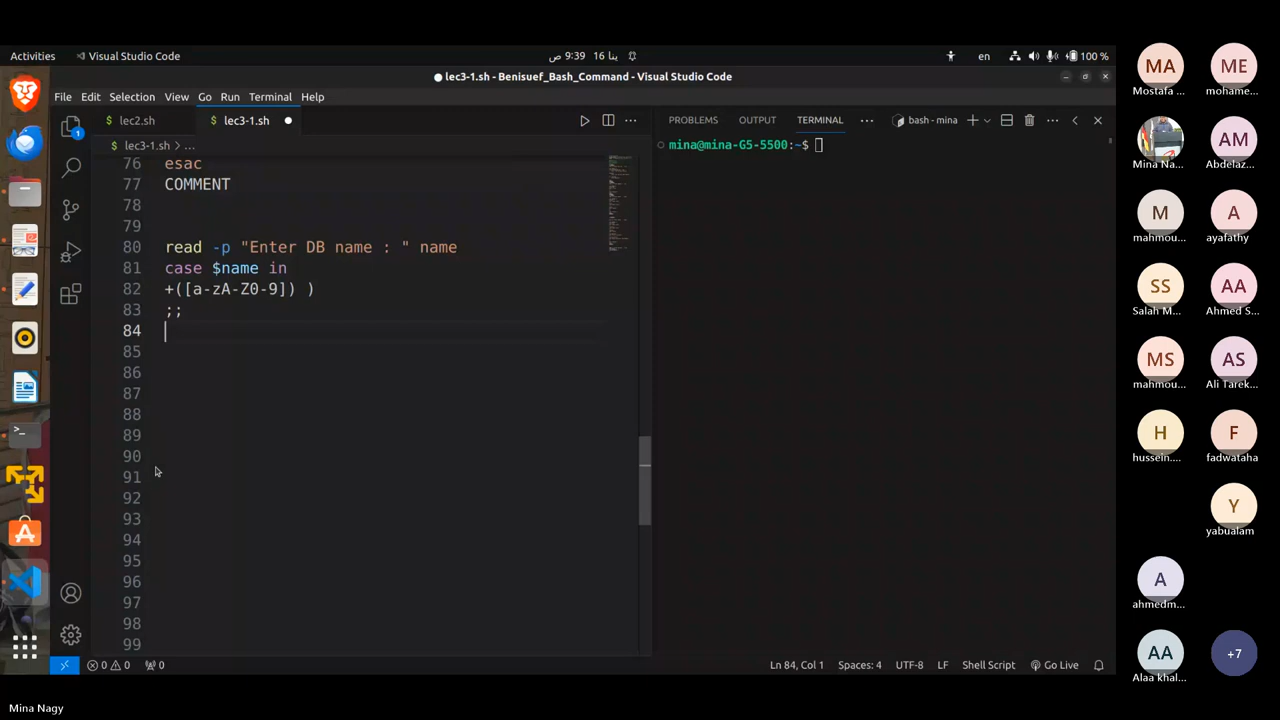 Activities
Visual Studio Code
9:39 ص
16 ينا
en
100 %
lec3-1.sh - Benisuef_Bash_Command - Visual Studio Code
File Edit Selection View Go Run Terminal Help
lec2.sh
lec3-1.sh
PROBLEMS OUTPUT TERMINAL
bash - mina
lec3-1.sh > ...
1
mina@mina-G5-5500:~$
76 esac
77 COMMENT
78
79
80 read -p "Enter DB name : " name
81 case $name in
82 +([a-zA-Z0-9]) )
83 ;;
84
85
86
87
88
89
90
91
92
93
94
95
96
97
98
99
0 0 0
Ln 84, Col 1 Spaces: 4 UTF-8 LF Shell Script Go Live
MA
Mostafa ...
ME
mohame...
Mina Na...
AM
Abdelaz...
M
mahmou...
A
ayafathy
SS
Salah M...
AA
Ahmed S...
MS
mahmou...
AS
Ali Tarek...
H
hussein....
F
fadwataha
Y
yabualam
A
ahmedm...
AA
Alaa khal...
+7
Mina Nagy